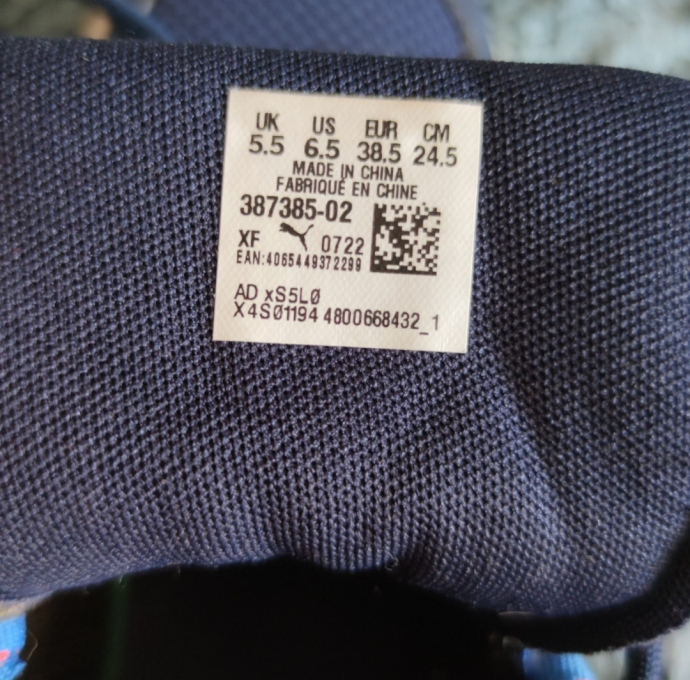 UK US EUR CM
5.5 6.5 38.5 24.5
MADE IN CHINA
FABRIQUÉ EN CHINE
387385-02
XF 0722
EAN:4065449372299
AD xS5LØ
X4SØ1194 4800668432_1